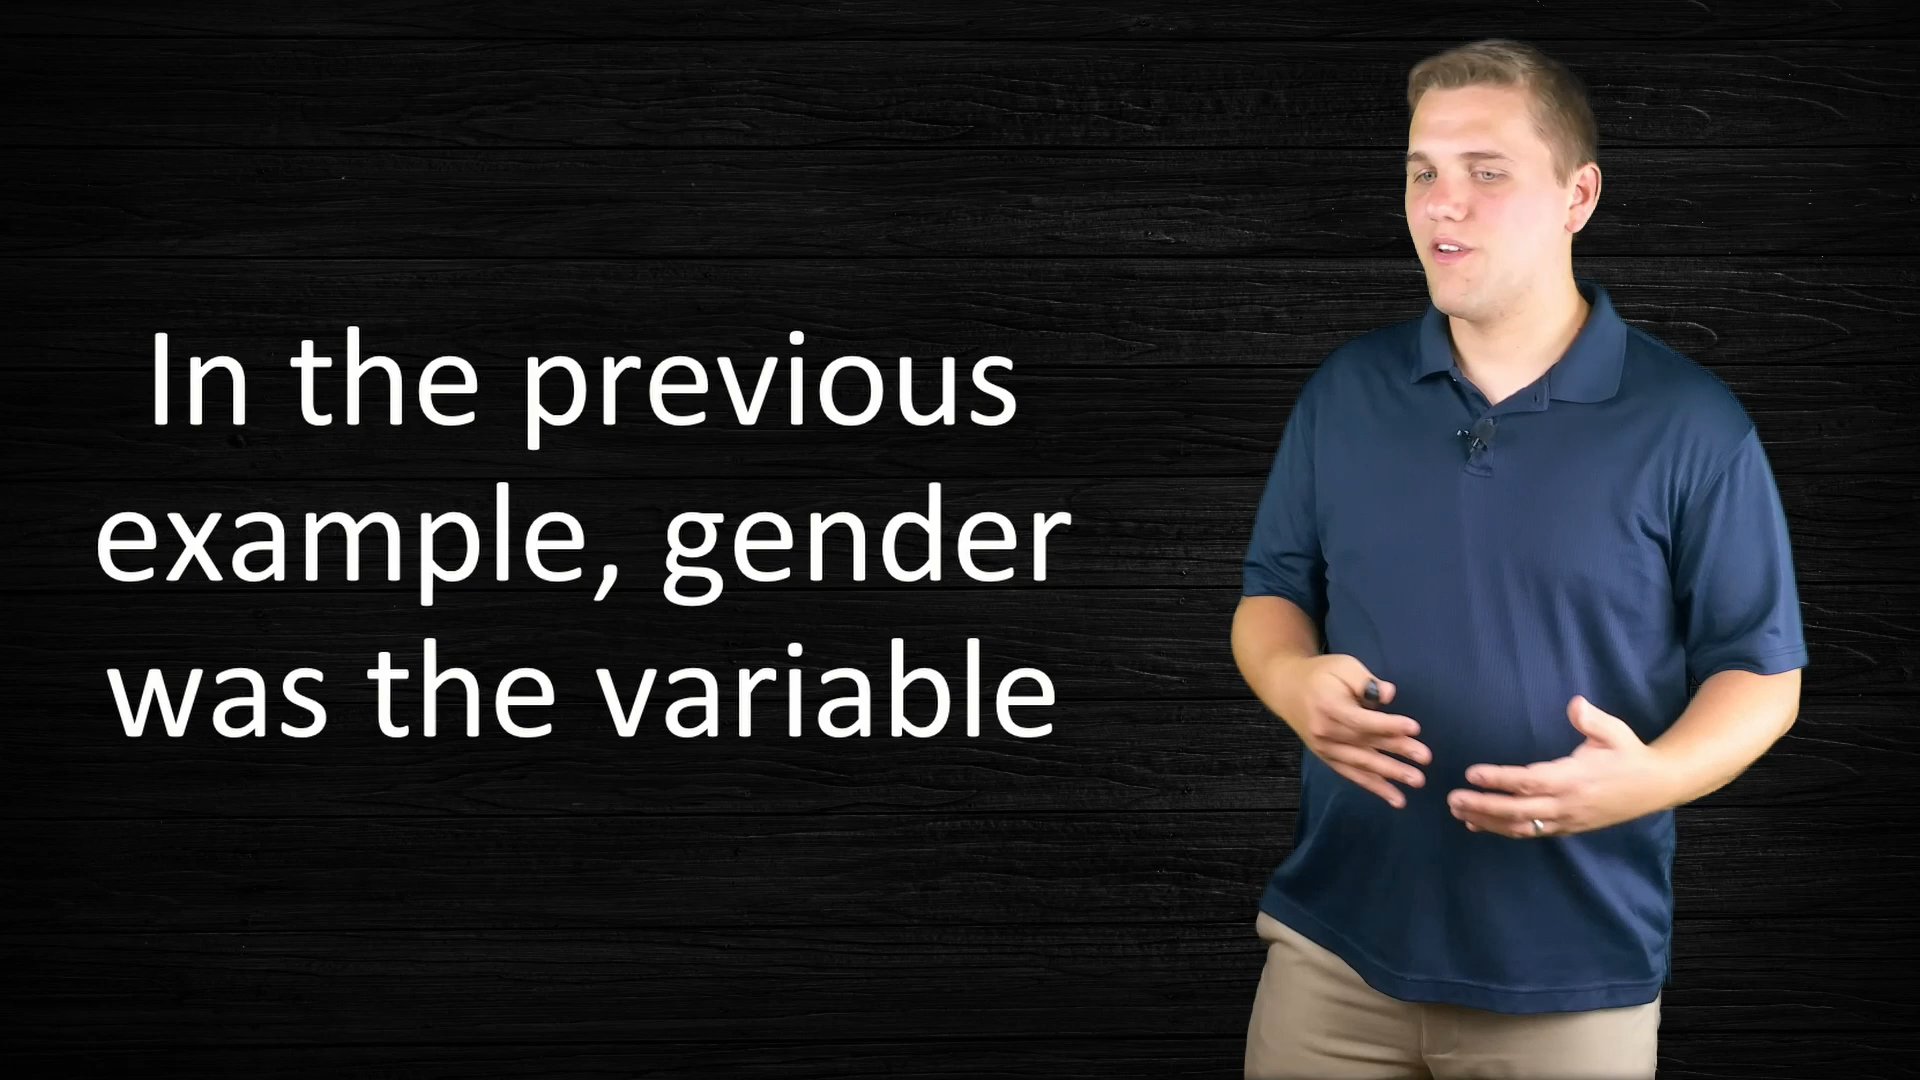 In the previous
example, gender
was the variable